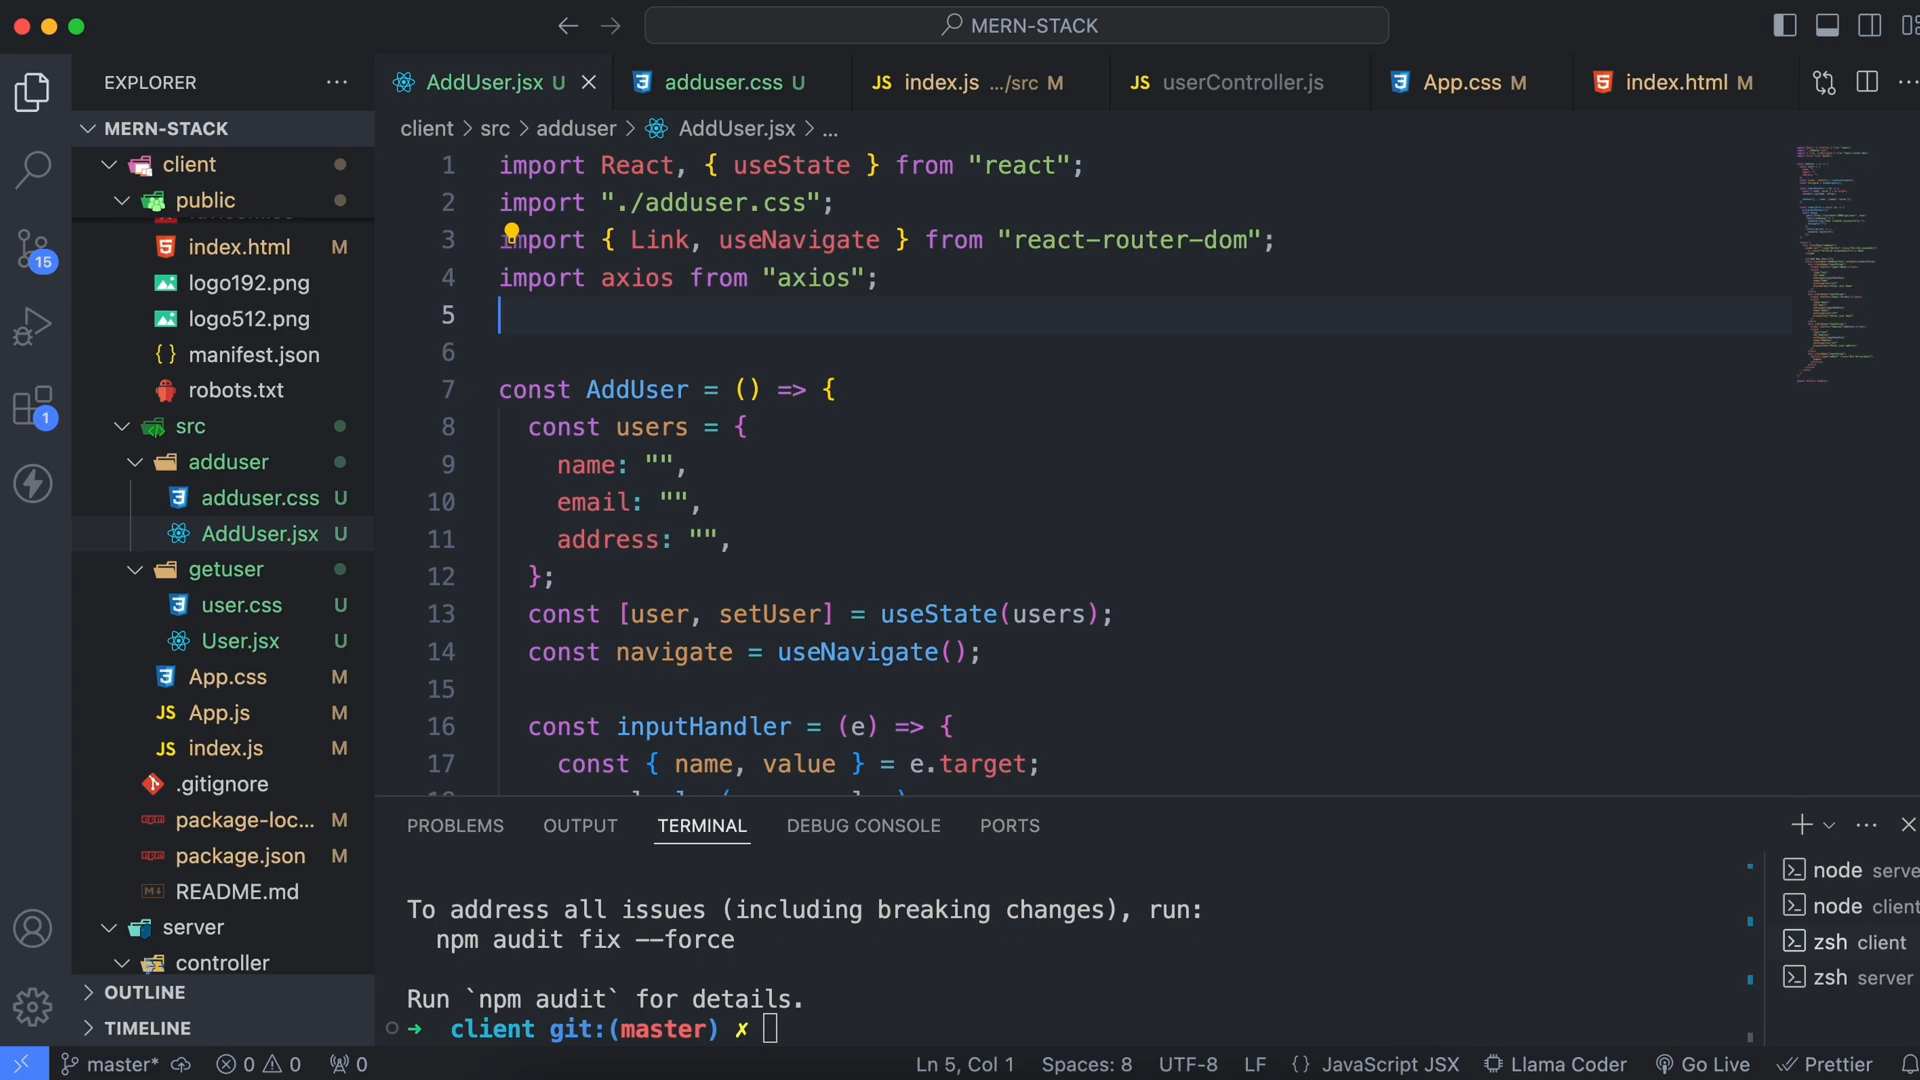 MERN-STACK
EXPLORER
AddUser.jsx U
adduser.css U
JS index.js .../src M
JS userController.js
App.css M
index.html M
MERN-STACK
client > src > adduser > AddUser.jsx > ...
client
public
index.html M
logo192.png
logo512.png
manifest.json
robots.txt
src
adduser
adduser.css U
AddUser.jsx U
getuser
user.css U
User.jsx U
App.css M
JS App.js M
JS index.js M
.gitignore
package-loc... M
package.json M
README.md
server
controller
OUTLINE
TIMELINE
15
1
1 import React, { useState } from "react";
2 import "./adduser.css";
3 import { Link, useNavigate } from "react-router-dom";
4 import axios from "axios";
5
6
7 const AddUser = () => {
8 const users = {
9 name: "",
10 email: "",
11 address: "",
12 };
13 const [user, setUser] = useState(users);
14 const navigate = useNavigate();
15
16 const inputHandler = (e) => {
17 const { name, value } = e.target;
PROBLEMS OUTPUT TERMINAL DEBUG CONSOLE PORTS
To address all issues (including breaking changes), run:
npm audit fix --force
Run `npm audit` for details.
➜ client git:(master) ✗
node serve
node client
zsh client
zsh server
master* 0 0 0
Ln 5, Col 1 Spaces: 8 UTF-8 LF {} JavaScript JSX Llama Coder Go Live Prettier